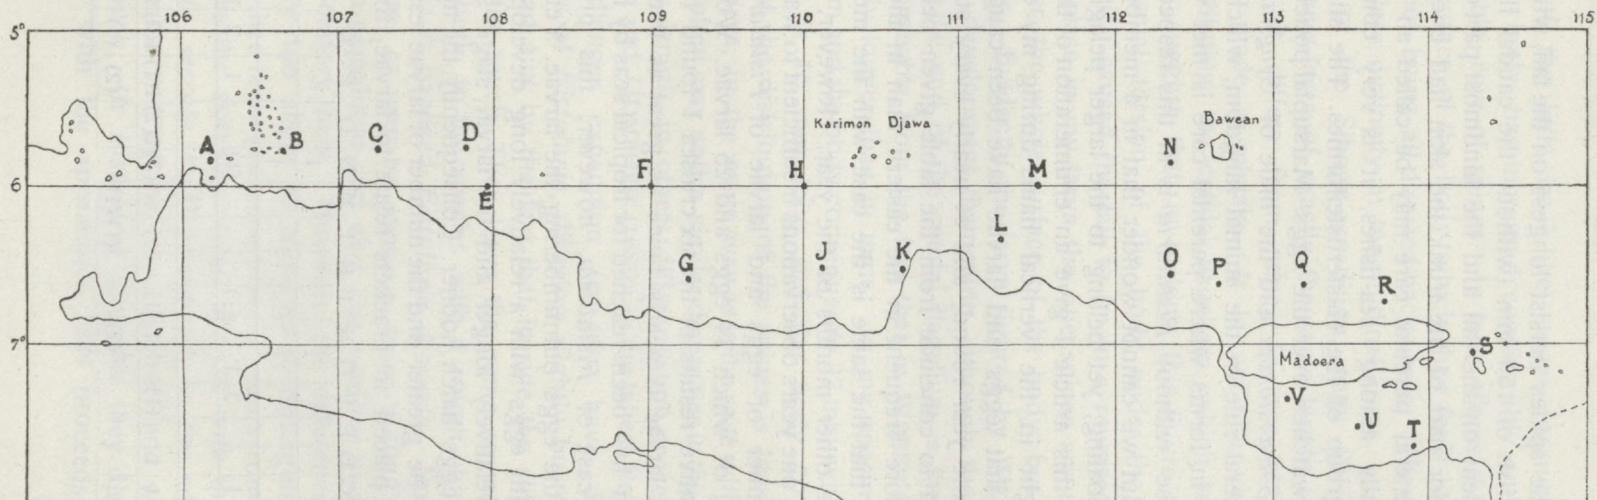 106 107 108 109 110 111 112 113 114 115
5°
Karimon Djawa
Bawean
A B C D N
6°
E F H M
G J K L O P Q R
7°
Madoera
S
V U T